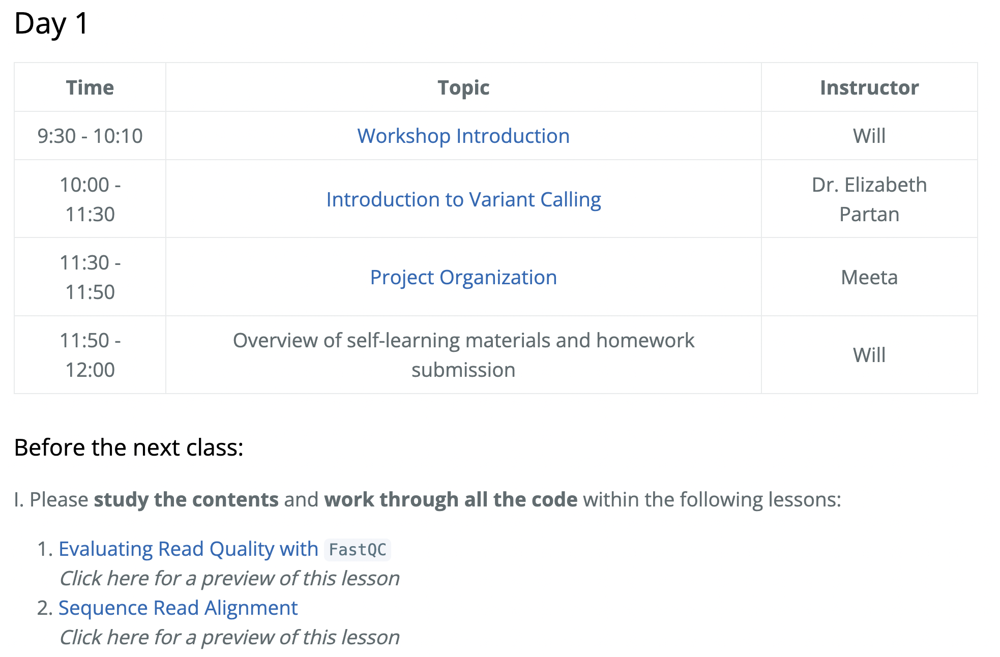 Day 1
Time Topic Instructor
9:30 - 10:10 Workshop Introduction Will
10:00 -
11:30
Introduction to Variant Calling
Dr. Elizabeth
Partan
11:30 -
11:50
Project Organization
Meeta
11:50 -
12:00
Overview of self-learning materials and homework
submission
Will
Before the next class:
I. Please study the contents and work through all the code within the following lessons:
1. Evaluating Read Quality with FastQC
Click here for a preview of this lesson
2. Sequence Read Alignment
Click here for a preview of this lesson